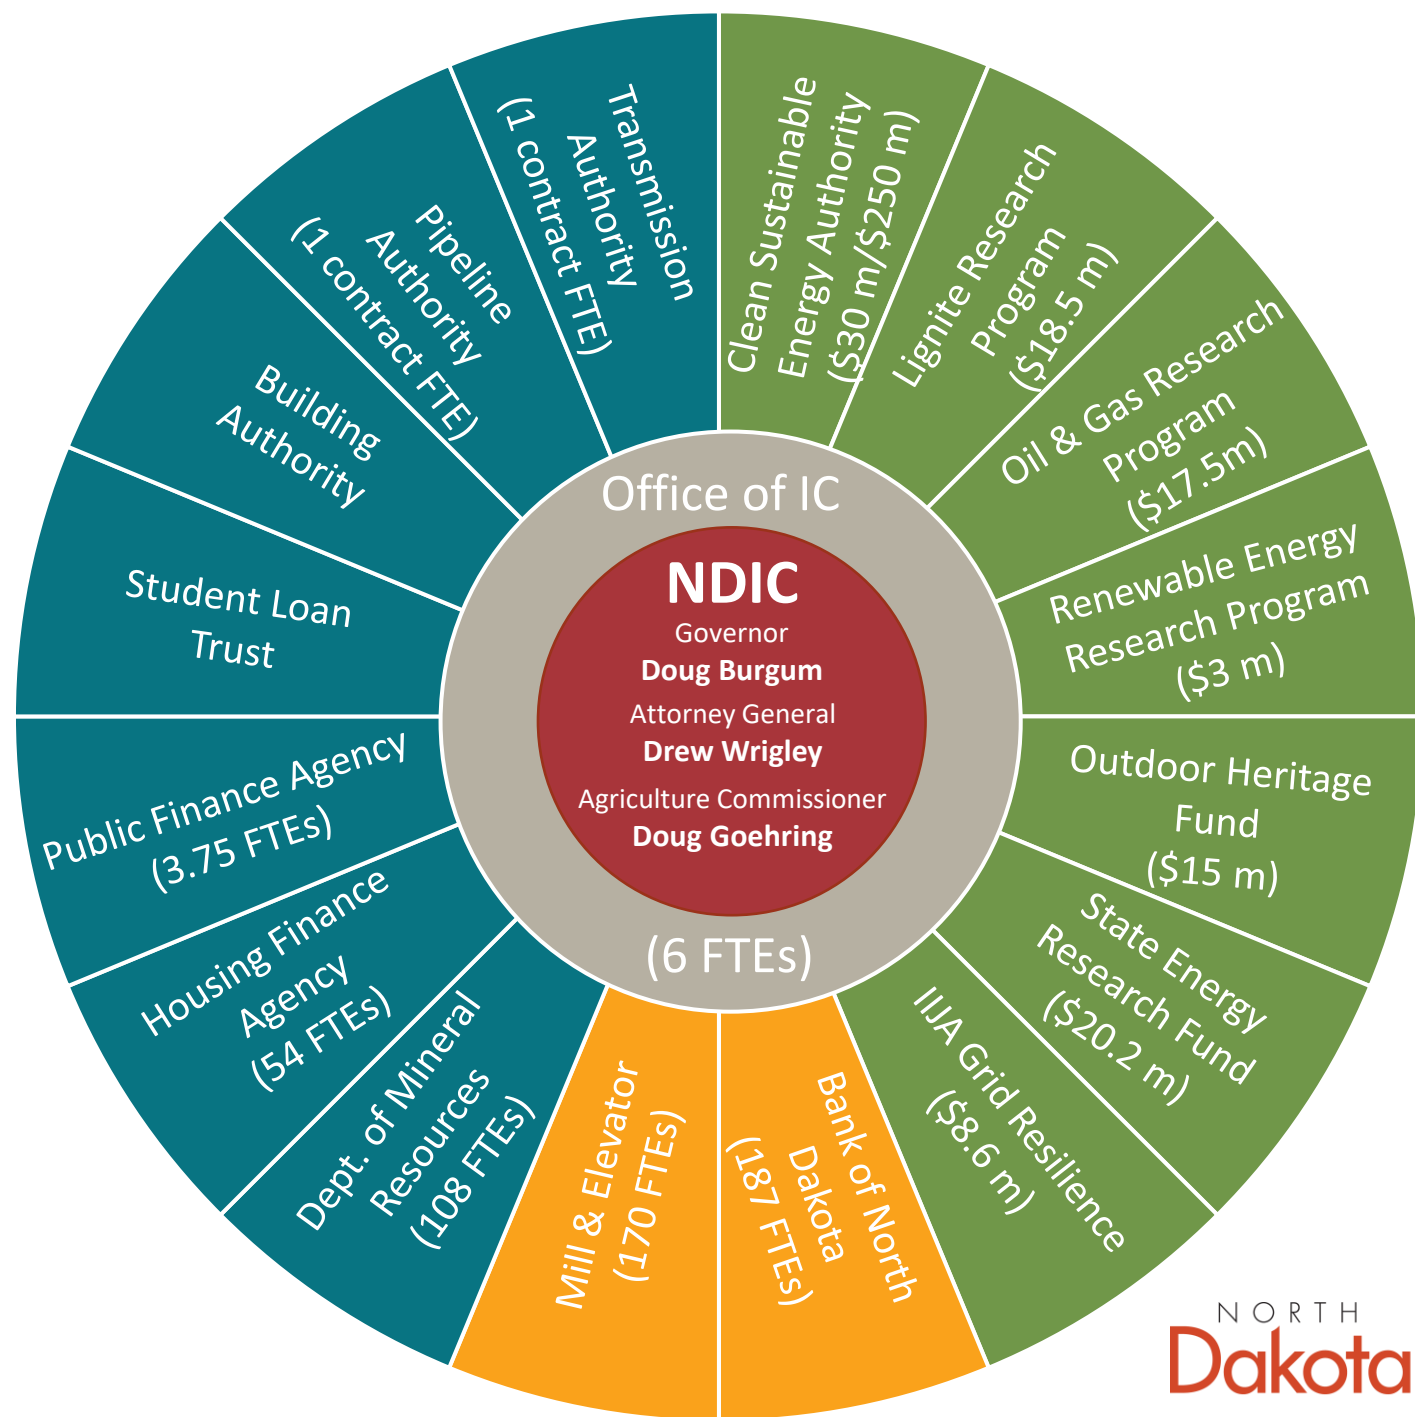 Clean Sustainable
Energy Authority
($30 m/$250 m)
Lignite Research
Program
($18.5 m)
Oil & Gas Research
Program
($17.5m)
Renewable Energy
Research Program
($3 m)
Outdoor Heritage
Fund
($15 m)
State Energy
Research Fund
($20.2 m)
IIJA Grid Resilience
($8.6 m)
Bank of North
Dakota
(187 FTEs)
Mill & Elevator
(170 FTEs)
Dept. of Mineral
Resources
(108 FTEs)
Housing Finance
Agency
(54 FTEs)
Public Finance Agency
(3.75 FTEs)
Student Loan
Trust
Building
Authority
Pipeline
Authority
(1 contract FTE)
Transmission
Authority
(1 contract FTE)
Office of IC
NDIC
Governor
Doug Burgum
Attorney General
Drew Wrigley
Agriculture Commissioner
Doug Goehring
(6 FTEs)
NORTH
Dakota